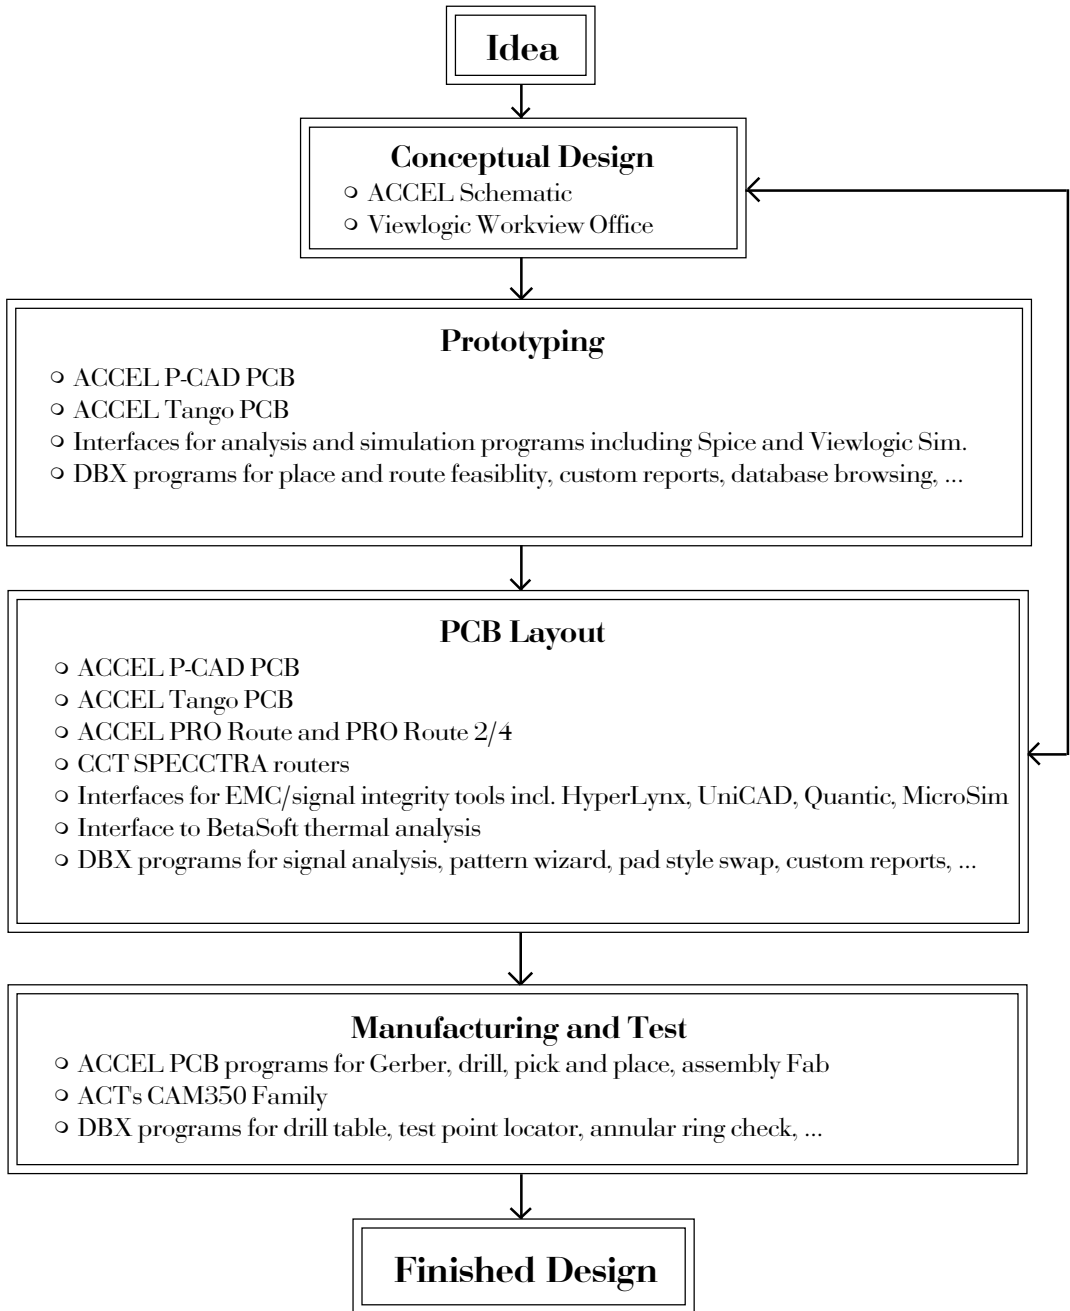 Idea
Conceptual Design
❍ ACCEL Schematic
❍ Viewlogic Workview Office
Prototyping
❍ ACCEL P-CAD PCB
❍ ACCEL Tango PCB
❍ Interfaces for analysis and simulation programs including Spice and Viewlogic Sim.
❍ DBX programs for place and route feasiblity, custom reports, database browsing, ...
PCB Layout
❍ ACCEL P-CAD PCB
❍ ACCEL Tango PCB
❍ ACCEL PRO Route and PRO Route 2/4
❍ CCT SPECCTRA routers
❍ Interfaces for EMC/signal integrity tools incl. HyperLynx, UniCAD, Quantic, MicroSim
❍ Interface to BetaSoft thermal analysis
❍ DBX programs for signal analysis, pattern wizard, pad style swap, custom reports, ...
Manufacturing and Test
❍ ACCEL PCB programs for Gerber, drill, pick and place, assembly Fab
❍ ACT's CAM350 Family
❍ DBX programs for drill table, test point locator, annular ring check, ...
Finished Design